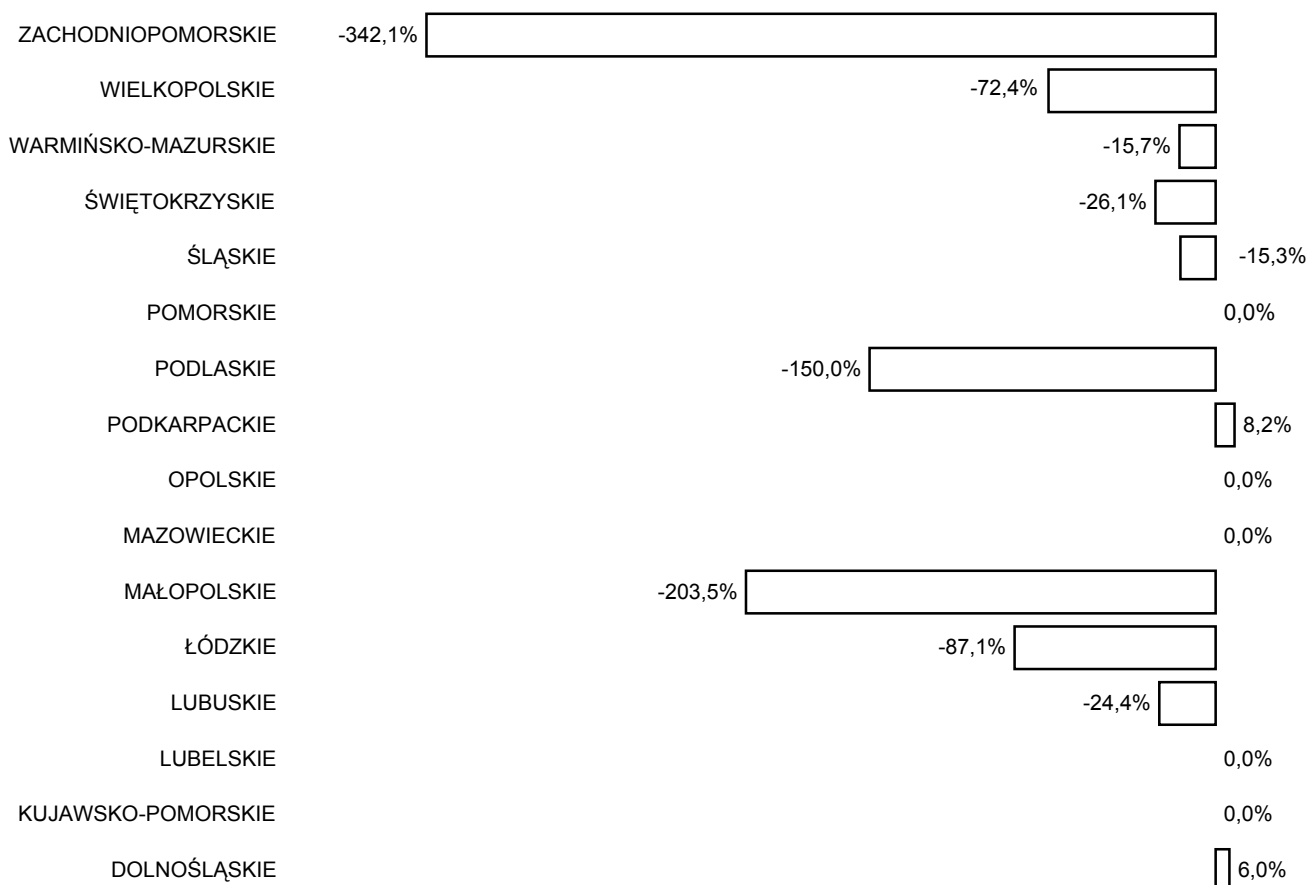 ZACHODNIOPOMORSKIE -342,1%
WIELKOPOLSKIE -72,4%
WARMIŃSKO-MAZURSKIE -15,7%
ŚWIĘTOKRZYSKIE -26,1%
ŚLĄSKIE -15,3%
POMORSKIE 0,0%
PODLASKIE -150,0%
PODKARPACKIE 8,2%
OPOLSKIE 0,0%
MAZOWIECKIE 0,0%
MAŁOPOLSKIE -203,5%
ŁÓDZKIE -87,1%
LUBUSKIE -24,4%
LUBELSKIE 0,0%
KUJAWSKO-POMORSKIE 0,0%
DOLNOŚLĄSKIE 6,0%